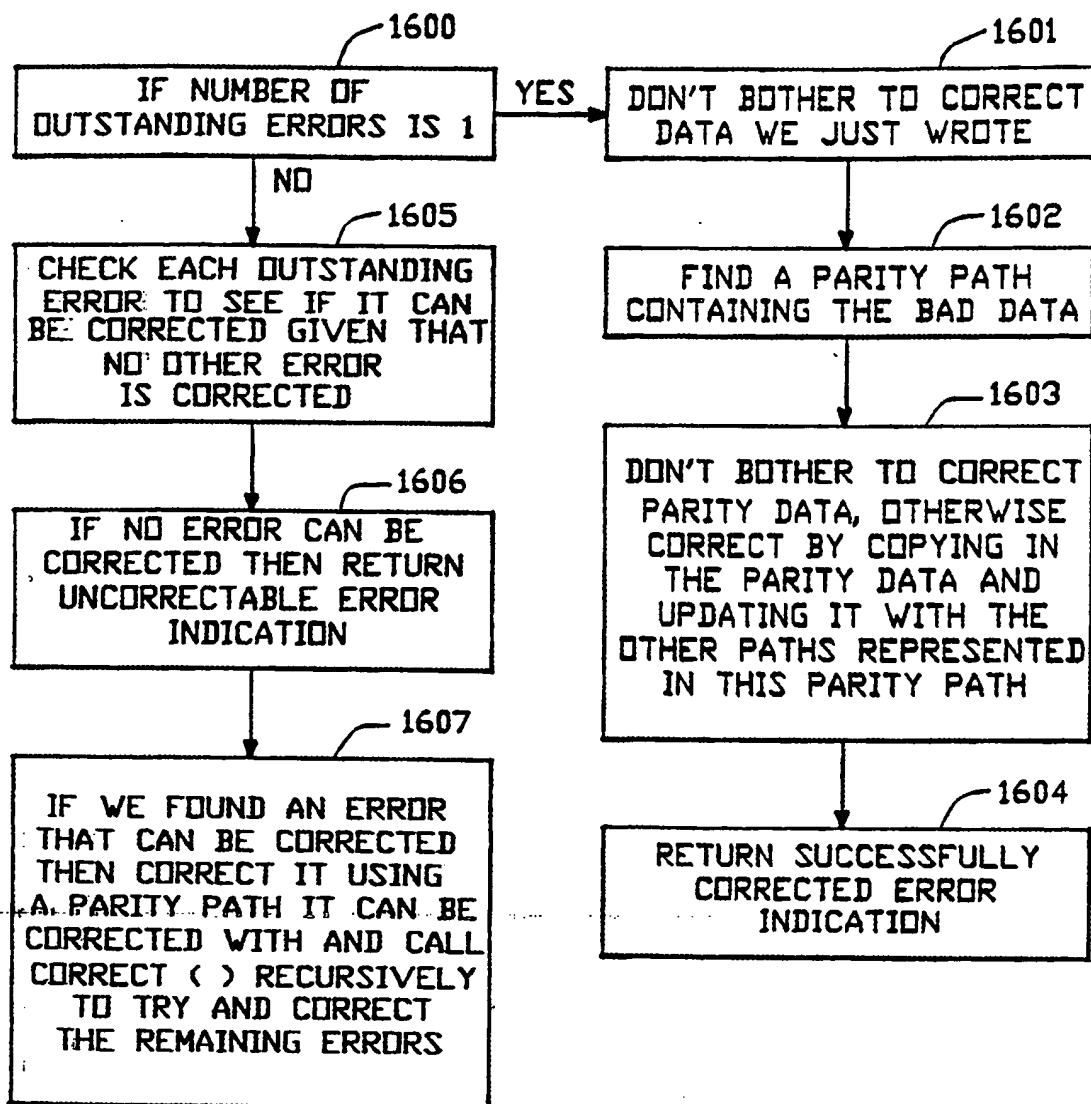 1600
IF NUMBER OF
OUTSTANDING ERRORS IS 1
YES
NO
1601
DON'T BOTHER TO CORRECT
DATA WE JUST WROTE
1602
FIND A PARITY PATH
CONTAINING THE BAD DATA
1603
DON'T BOTHER TO CORRECT
PARITY DATA, OTHERWISE
CORRECT BY COPYING IN
THE PARITY DATA AND
UPDATING IT WITH THE
OTHER PATHS REPRESENTED
IN THIS PARITY PATH
1604
RETURN SUCCESSFULLY
CORRECTED ERROR
INDICATION
1605
CHECK EACH OUTSTANDING
ERROR TO SEE IF IT CAN
BE CORRECTED GIVEN THAT
NO OTHER ERROR
IS CORRECTED
1606
IF NO ERROR CAN BE
CORRECTED THEN RETURN
UNCORRECTABLE ERROR
INDICATION
1607
IF WE FOUND AN ERROR
THAT CAN BE CORRECTED
THEN CORRECT IT USING
A PARITY PATH IT CAN BE
CORRECTED WITH AND CALL
CORRECT ( ) RECURSIVELY
TO TRY AND CORRECT
THE REMAINING ERRORS